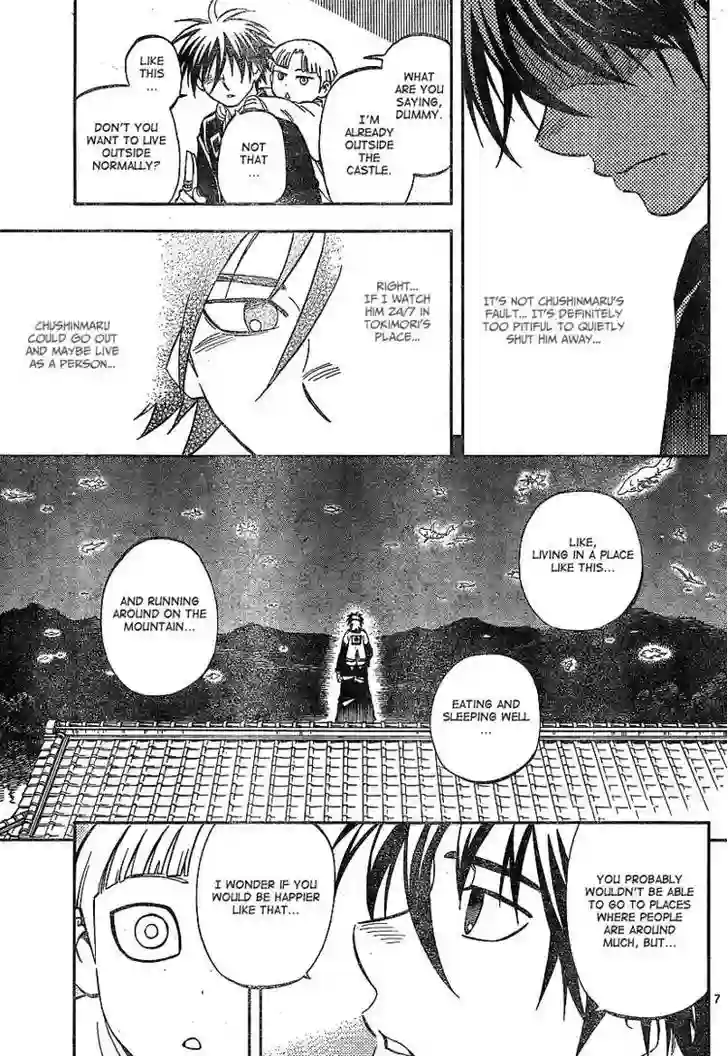 WHAT ARE YOU
SAYING,
DUMMY.
I'M
ALREADY
OUTSIDE
THE
CASTLE.
NOT
THAT
...
LIKE
THIS
...
DON'T YOU
WANT TO LIVE
OUTSIDE
NORMALLY?
IT'S NOT CHUSHINMARU'S
FAULT... IT'S DEFINITELY
TOO PITIFUL TO QUIETLY
SHUT HIM AWAY...
RIGHT...
IF I WATCH
HIM 24/7 IN
TOKIMORI'S
PLACE...
CHUSHINMARU
COULD GO OUT
AND MAYBE LIVE
AS A PERSON...
LIKE,
LIVING IN A PLACE
LIKE THIS...
EATING AND
SLEEPING WELL
...
AND RUNNING
AROUND ON THE
MOUNTAIN...
YOU PROBABLY
WOULDN'T BE ABLE
TO GO TO PLACES
WHERE PEOPLE
ARE AROUND
MUCH, BUT...
I WONDER IF YOU
WOULD BE HAPPIER
LIKE THAT...
7